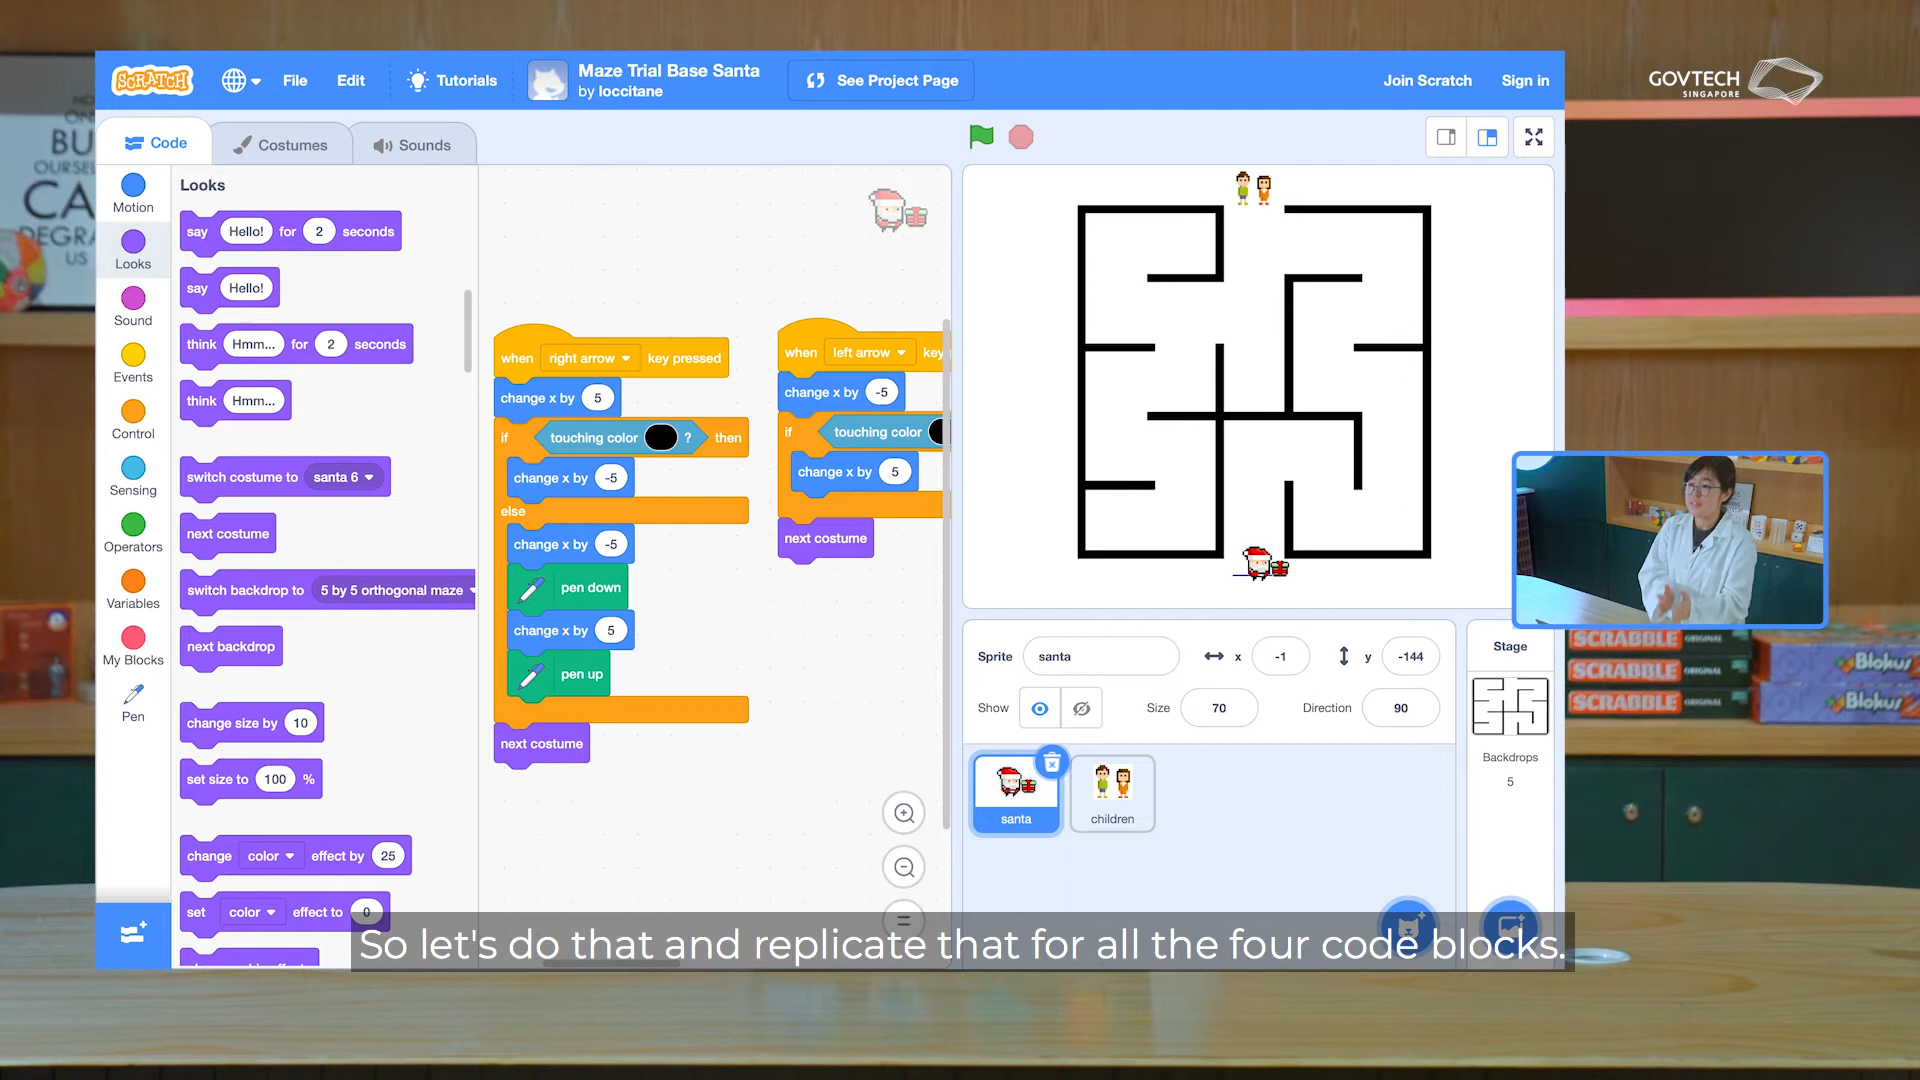 SCRATCH
File
Edit
Tutorials
Maze Trial Base Santa
by loccitane
See Project Page
Join Scratch
Sign in
GOVTECH
SINGAPORE
Code
Costumes
Sounds
BU
OURSELV
CA
DEGRA
US
Motion
Looks
Sound
Events
Control
Sensing
Operators
Variables
My Blocks
Pen
Looks
say Hello! for 2 seconds
say Hello!
think Hmm... for 2 seconds
think Hmm...
switch costume to santa 6
next costume
switch backdrop to 5 by 5 orthogonal maze
next backdrop
change size by 10
set size to 100 %
change color effect by 25
set color effect to 0
when right arrow key pressed
change x by 5
if touching color ? then
change x by -5
else
change x by -5
pen down
change x by 5
pen up
next costume
when left arrow
change x by -5
if touching color
change x by 5
next costume
Sprite santa x -1 y -144
Show Size 70 Direction 90
santa
children
Stage
Backdrops
5
SCRABBLE ORIGINAL
SCRABBLE ORIGINAL
SCRABBLE ORIGINAL
Blokus
Blokus
So let's do that and replicate that for all the four code blocks.